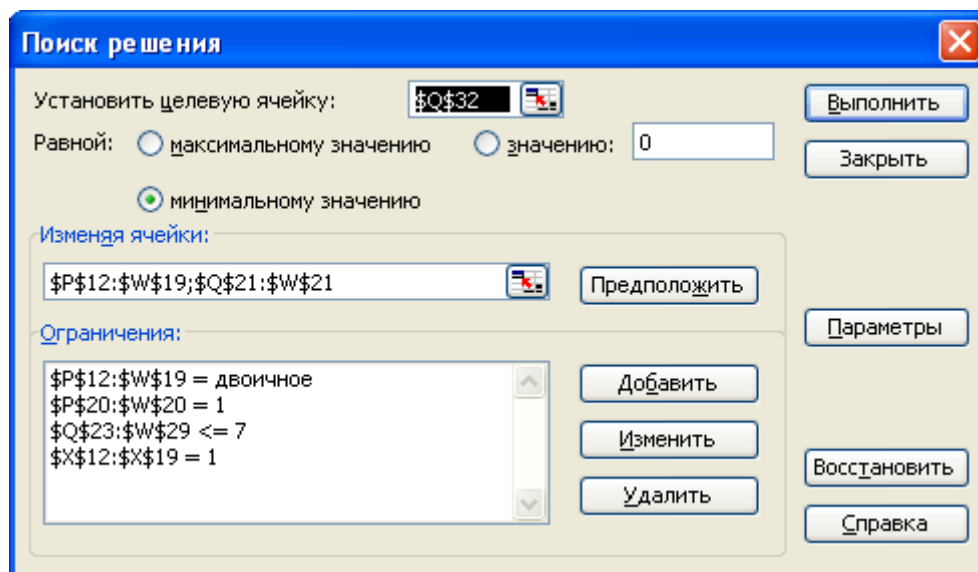 Поиск решения
Установить целевую ячейку: $Q$32
Выполнить
Равной: максимальному значению значению: 0
Закрыть
минимальному значению
Изменяя ячейки:
$P$12:$W$19;$Q$21:$W$21
Предположить
Ограничения:
Параметры
$P$12:$W$19 = двоичное
$P$20:$W$20 = 1
$Q$23:$W$29 <= 7
$X$12:$X$19 = 1
Добавить
Изменить
Удалить
Восстановить
Справка